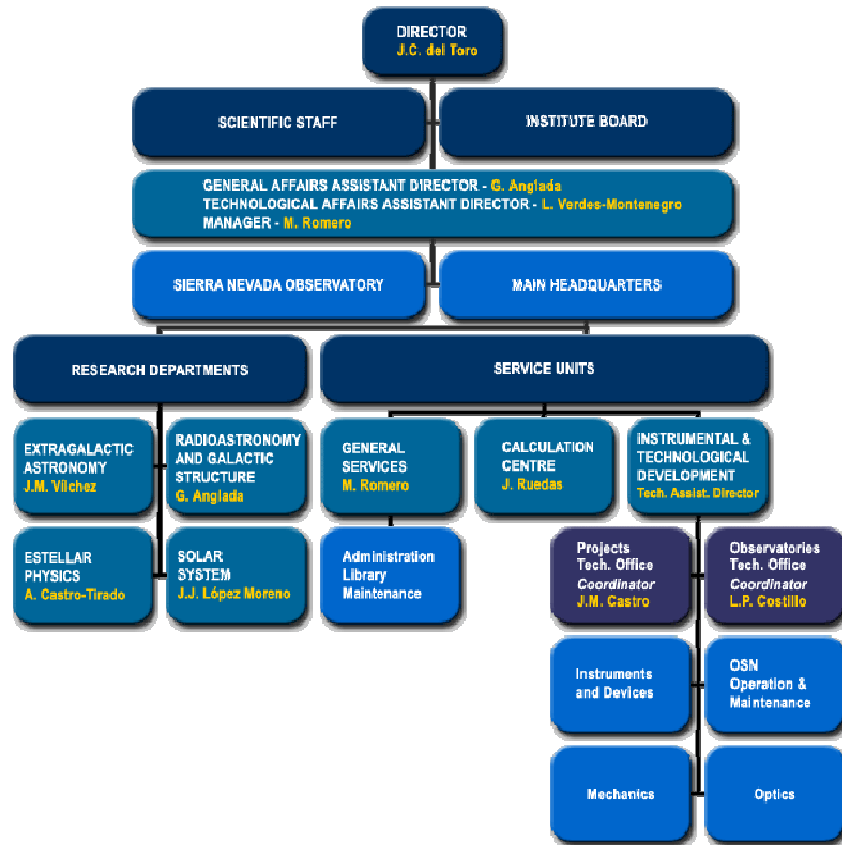 DIRECTOR
J.C. del Toro
SCIENTIFIC STAFF
INSTITUTE BOARD
GENERAL AFFAIRS ASSISTANT DIRECTOR - G. Anglada
TECHNOLOGICAL AFFAIRS ASSISTANT DIRECTOR - L. Verdes-Montenegro
MANAGER - M. Romero
SIERRA NEVADA OBSERVATORY
MAIN HEADQUARTERS
RESEARCH DEPARTMENTS
SERVICE UNITS
EXTRAGALACTIC
ASTRONOMY
J.M. Vílchez
RADIOASTRONOMY
AND GALACTIC
STRUCTURE
G. Anglada
GENERAL
SERVICES
M. Romero
CALCULATION
CENTRE
J. Ruedas
INSTRUMENTAL &
TECHNOLOGICAL
DEVELOPMENT
Tech. Assist. Director
ESTELLAR
PHYSICS
A. Castro-Tirado
SOLAR
SYSTEM
J.J. López Moreno
Administration
Library
Maintenance
Projects
Tech. Office
Coordinator
J.M. Castro
Observatories
Tech. Office
Coordinator
L.P. Costillo
Instruments
and Devices
OSN
Operation &
Maintenance
Mechanics
Optics